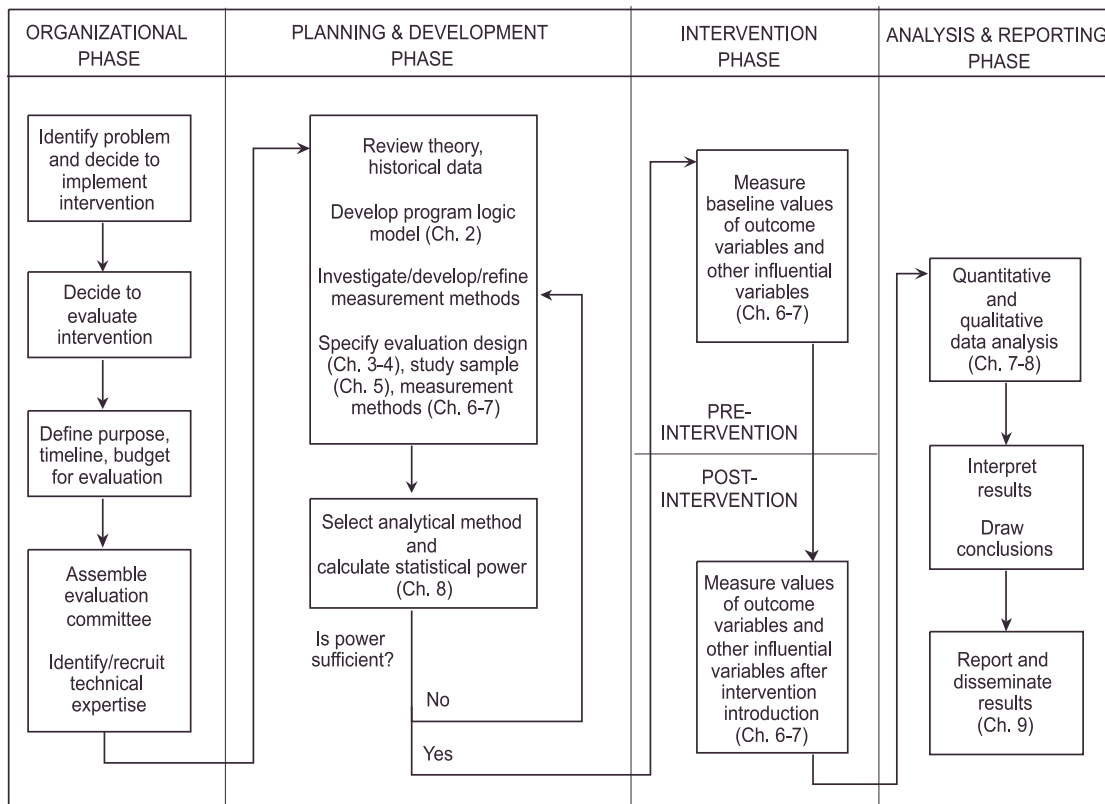 ORGANIZATIONAL
PHASE
PLANNING & DEVELOPMENT
PHASE
INTERVENTION
PHASE
ANALYSIS & REPORTING
PHASE
Identify problem
and decide to
implement
intervention
Decide to
evaluate
intervention
Define purpose,
timeline, budget
for evaluation
Assemble
evaluation
committee
Identify/recruit
technical
expertise
Review theory,
historical data
Develop program logic
model (Ch. 2)
Investigate/develop/refine
measurement methods
Specify evaluation design
(Ch. 3-4), study sample
(Ch. 5), measurement
methods (Ch. 6-7)
Select analytical method
and
calculate statistical power
(Ch. 8)
Is power
sufficient?
No
Yes
Measure
baseline values
of outcome
variables and
other influential
variables
(Ch. 6-7)
PRE-
INTERVENTION
POST-
INTERVENTION
Measure values
of outcome
variables and
other influential
variables after
intervention
introduction
(Ch. 6-7)
Quantitative
and
qualitative
data analysis
(Ch. 7-8)
Interpret
results
Draw
conclusions
Report and
disseminate
results
(Ch. 9)